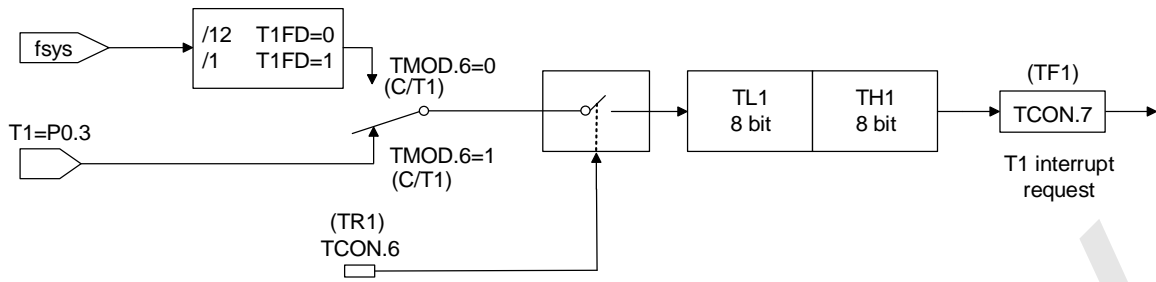 fsys
/12 T1FD=0
/1 T1FD=1
TMOD.6=0
(C/T1)
T1=P0.3
TMOD.6=1
(C/T1)
(TR1)
TCON.6
TL1
8 bit
TH1
8 bit
(TF1)
TCON.7
T1 interrupt
request